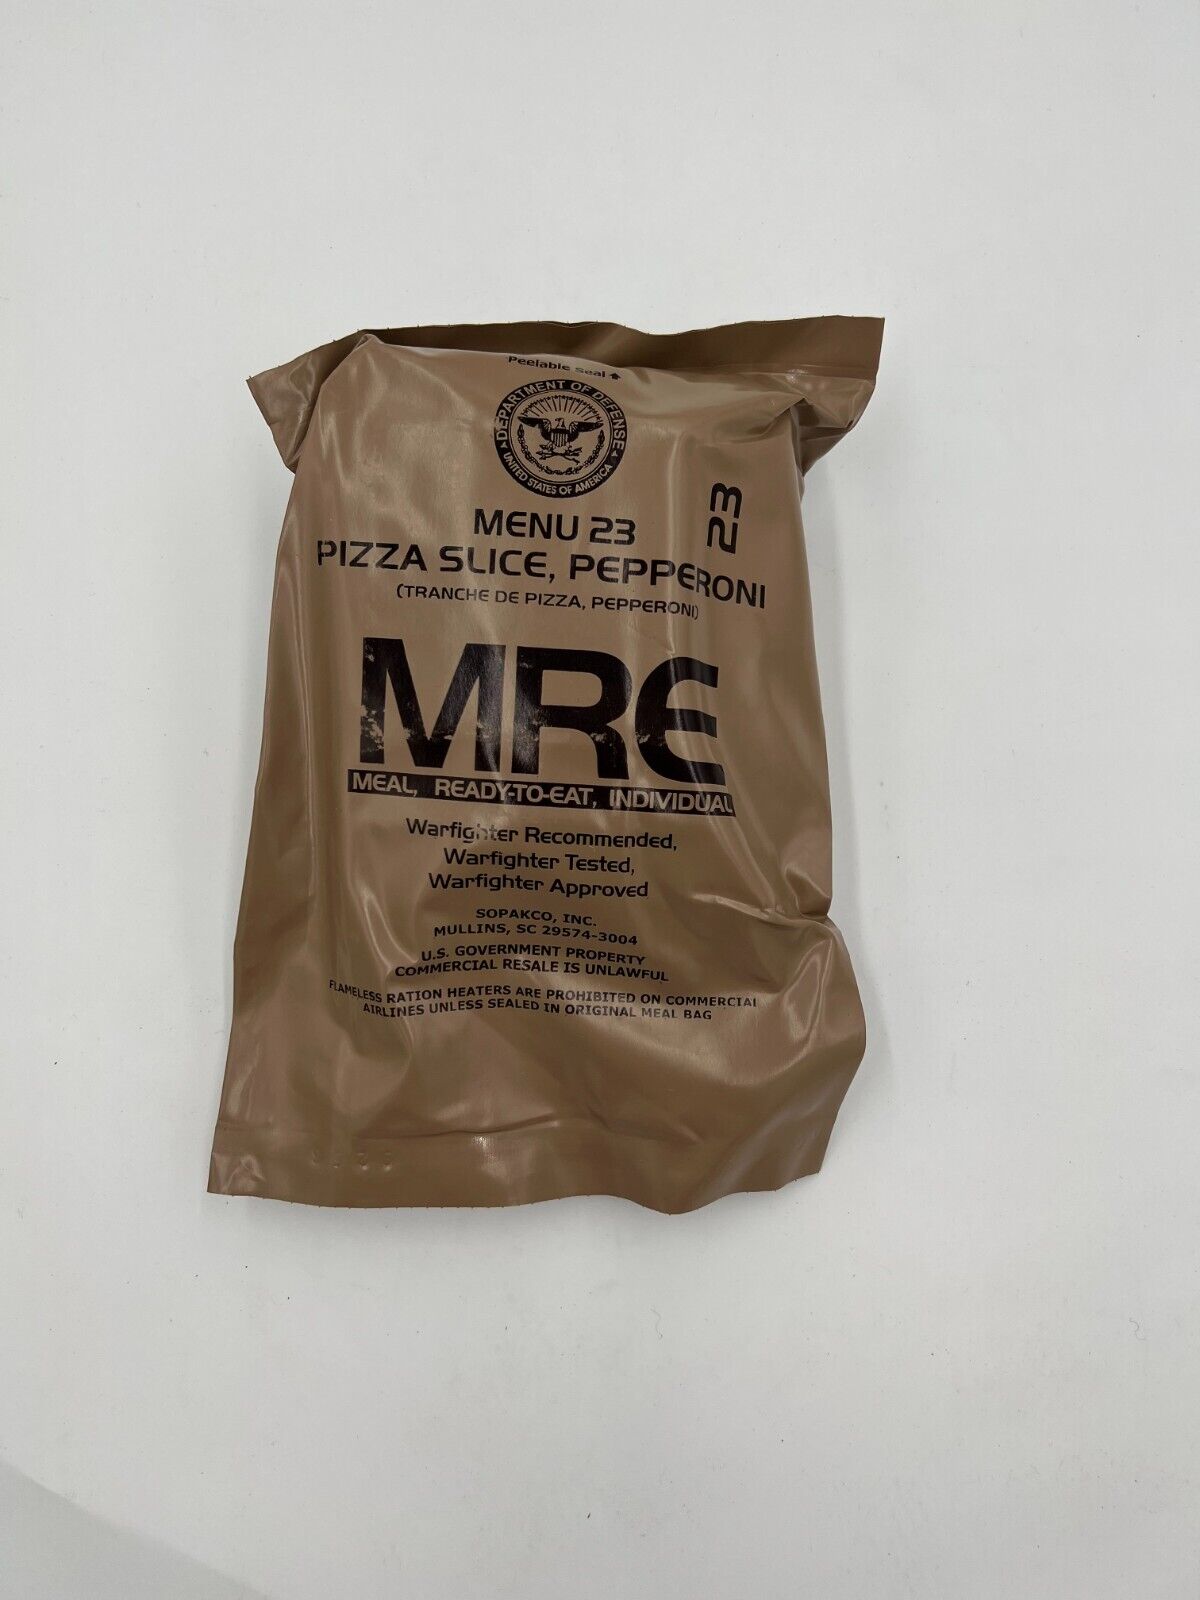 Peelable Seal ↑
DEPARTMENT OF DEFENSE
UNITED STATES OF AMERICA
23
MENU 23
PIZZA SLICE, PEPPERONI
(TRANCHE DE PIZZA, PEPPERONI)
MRE
MEAL, READY-TO-EAT, INDIVIDUAL
Warfighter Recommended,
Warfighter Tested,
Warfighter Approved
SOPAKCO, INC.
MULLINS, SC 29574-3004
U.S. GOVERNMENT PROPERTY
COMMERCIAL RESALE IS UNLAWFUL
FLAMELESS RATION HEATERS ARE PROHIBITED ON COMMERCIAL
AIRLINES UNLESS SEALED IN ORIGINAL MEAL BAG